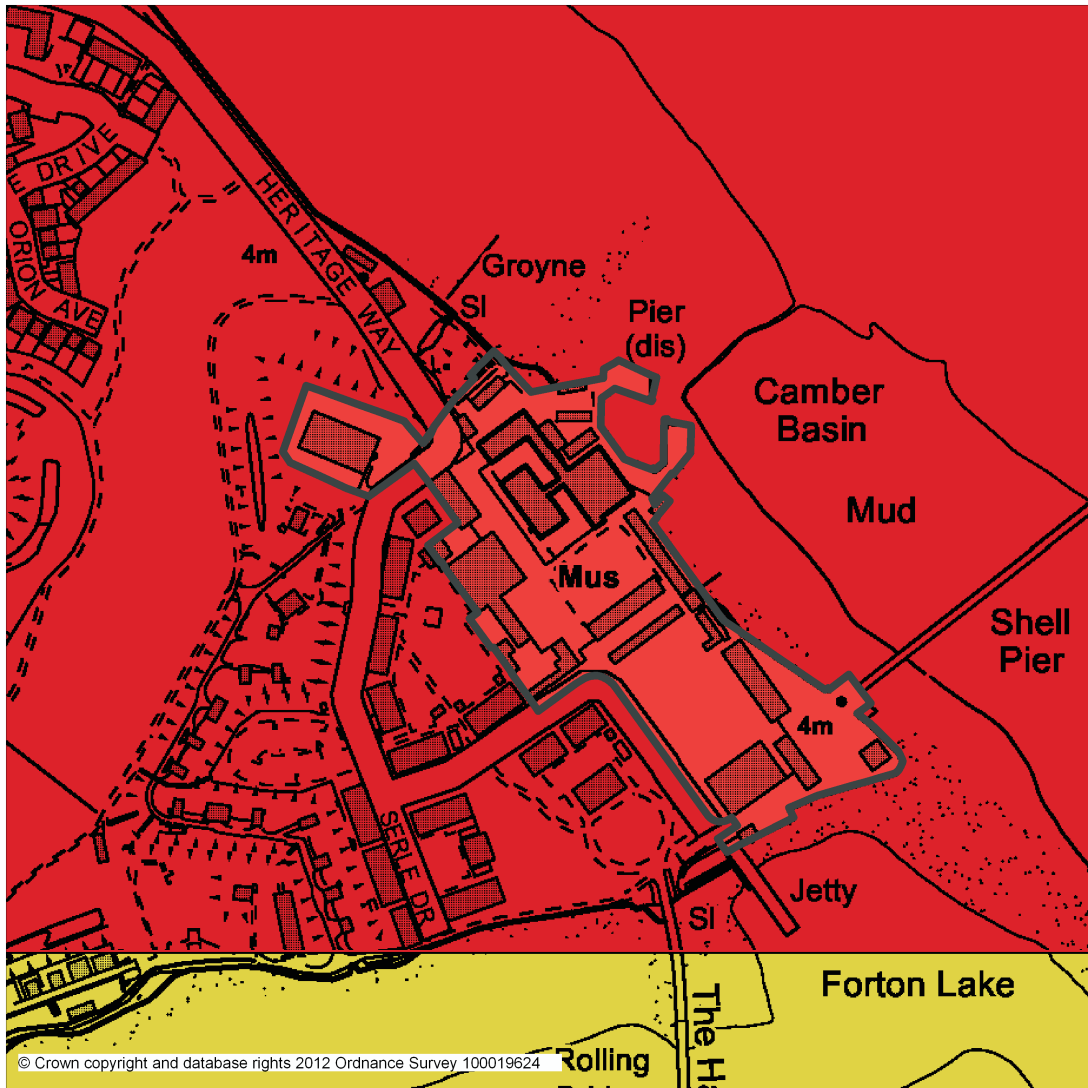 E DRIVE
ORION AVE
HERITAGE WAY
4m
Groyne
Sl
Pier
(dis)
Camber
Basin
Mud
Mus
Shell
Pier
4m
SERLE DR
Jetty
Sl
Forton Lake
The Ha
Rolling
© Crown copyright and database rights 2012 Ordnance Survey 100019624